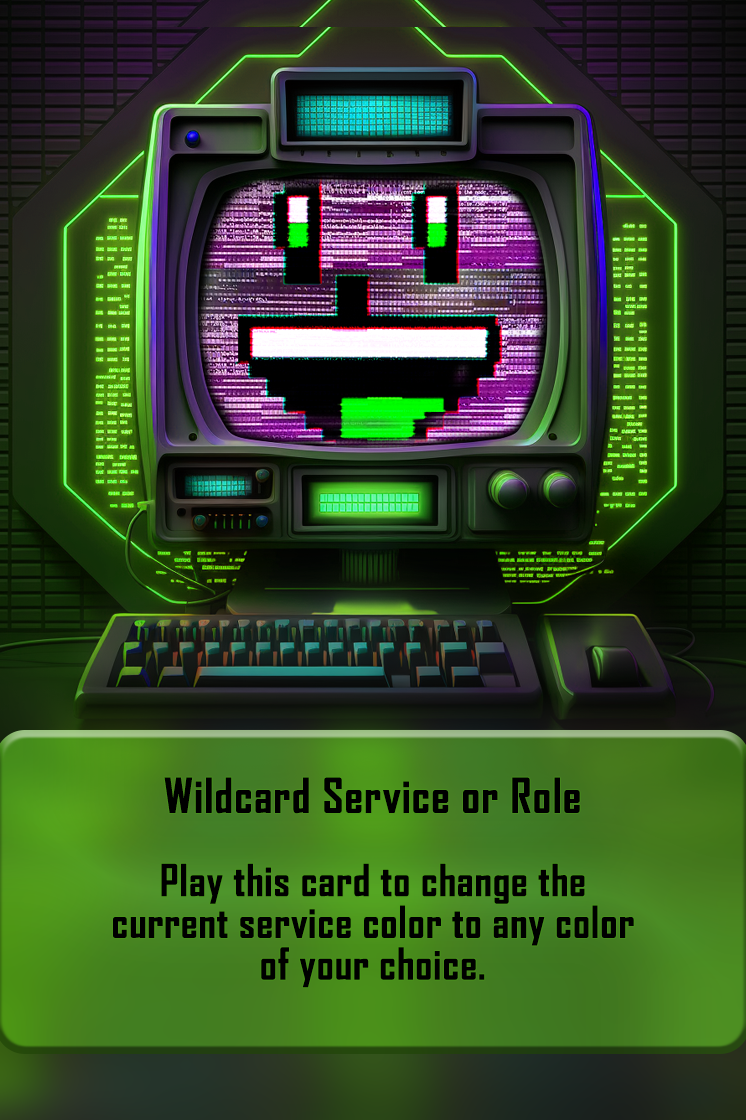 Wildcard Service or Role
Play this card to change the
current service color to any color
of your choice.